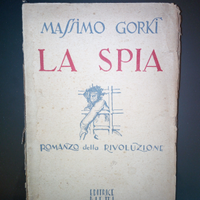 MASSIMO GORKI
LA SPIA
ROMANZO della RIVOLUZIONE